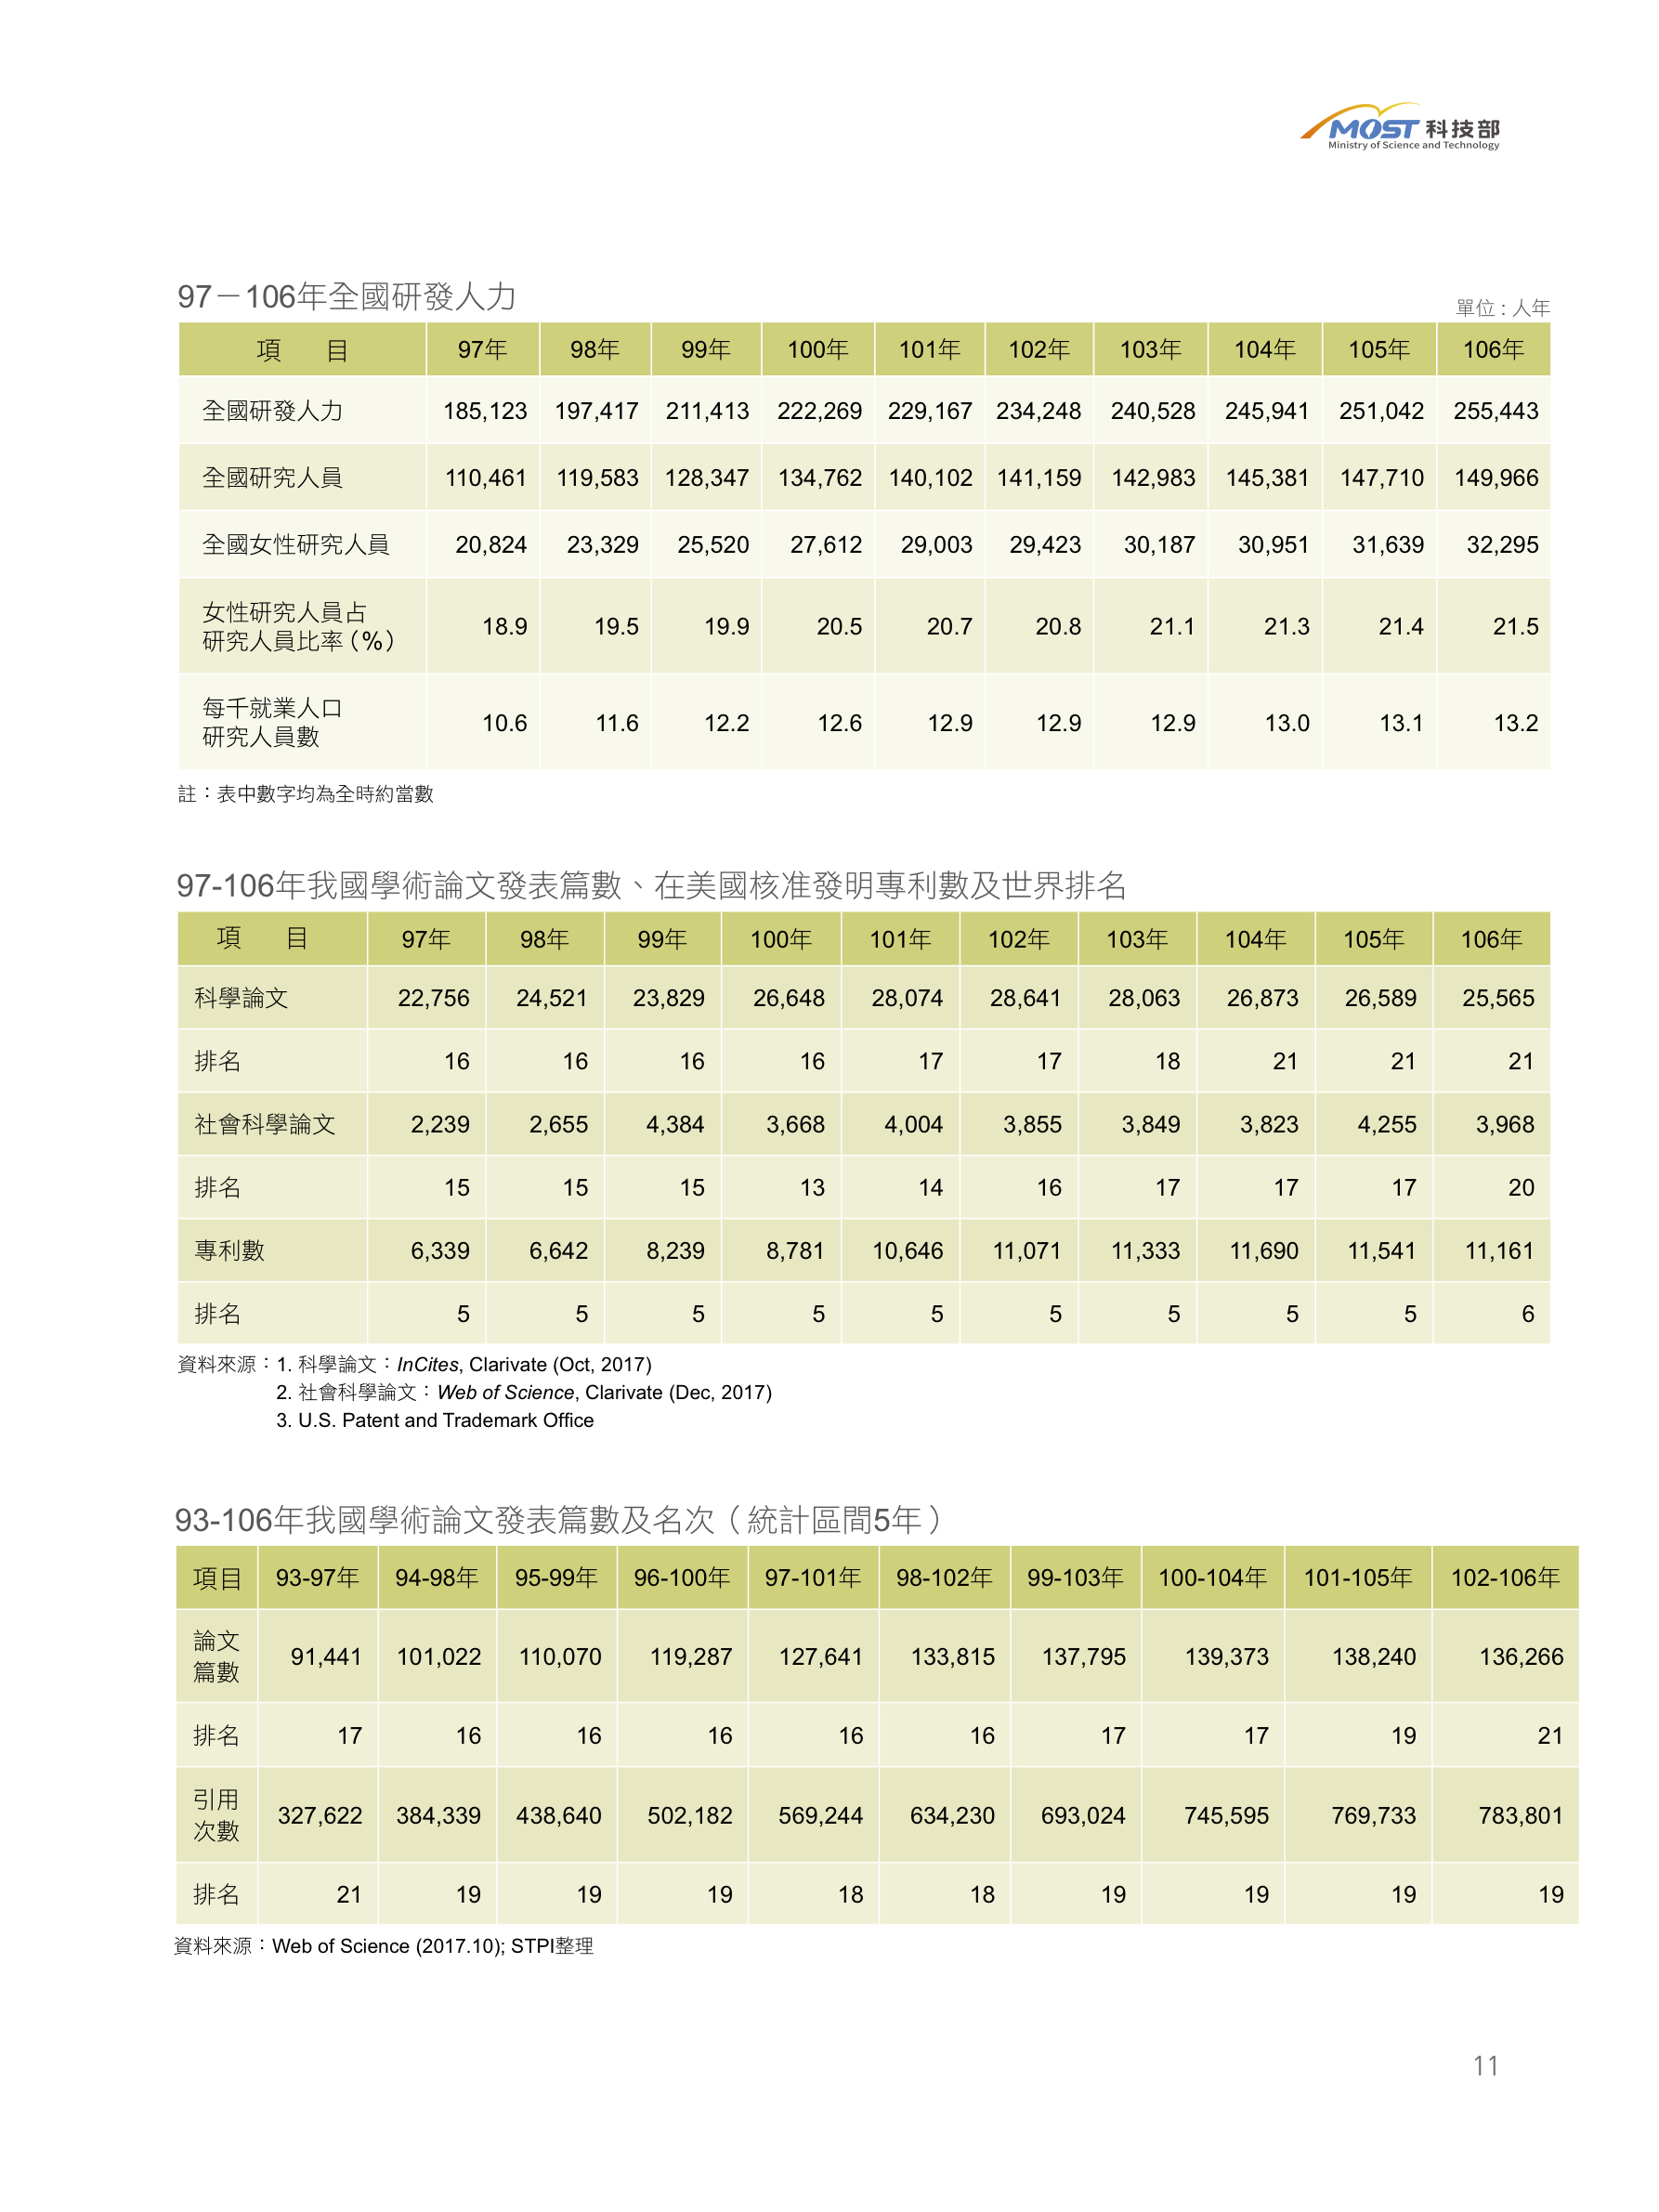 MOST 科技部
Ministry of Science and Technology
97－106年全國研發人力
單位 : 人年
項 目 97年 98年 99年 100年 101年 102年 103年 104年 105年 106年
全國研發人力 185,123 197,417 211,413 222,269 229,167 234,248 240,528 245,941 251,042 255,443
全國研究人員 110,461 119,583 128,347 134,762 140,102 141,159 142,983 145,381 147,710 149,966
全國女性研究人員 20,824 23,329 25,520 27,612 29,003 29,423 30,187 30,951 31,639 32,295
女性研究人員占
研究人員比率（%） 18.9 19.5 19.9 20.5 20.7 20.8 21.1 21.3 21.4 21.5
每千就業人口
研究人員數 10.6 11.6 12.2 12.6 12.9 12.9 12.9 13.0 13.1 13.2
註：表中數字均為全時約當數
97-106年我國學術論文發表篇數、在美國核准發明專利數及世界排名
項 目 97年 98年 99年 100年 101年 102年 103年 104年 105年 106年
科學論文 22,756 24,521 23,829 26,648 28,074 28,641 28,063 26,873 26,589 25,565
排名 16 16 16 16 17 17 18 21 21 21
社會科學論文 2,239 2,655 4,384 3,668 4,004 3,855 3,849 3,823 4,255 3,968
排名 15 15 15 13 14 16 17 17 17 20
專利數 6,339 6,642 8,239 8,781 10,646 11,071 11,333 11,690 11,541 11,161
排名 5 5 5 5 5 5 5 5 5 6
資料來源：1. 科學論文：InCites, Clarivate (Oct, 2017)
2. 社會科學論文：Web of Science, Clarivate (Dec, 2017)
3. U.S. Patent and Trademark Office
93-106年我國學術論文發表篇數及名次（統計區間5年）
項目 93-97年 94-98年 95-99年 96-100年 97-101年 98-102年 99-103年 100-104年 101-105年 102-106年
論文
篇數 91,441 101,022 110,070 119,287 127,641 133,815 137,795 139,373 138,240 136,266
排名 17 16 16 16 16 16 17 17 19 21
引用
次數 327,622 384,339 438,640 502,182 569,244 634,230 693,024 745,595 769,733 783,801
排名 21 19 19 19 18 18 19 19 19 19
資料來源：Web of Science (2017.10); STPI整理
11